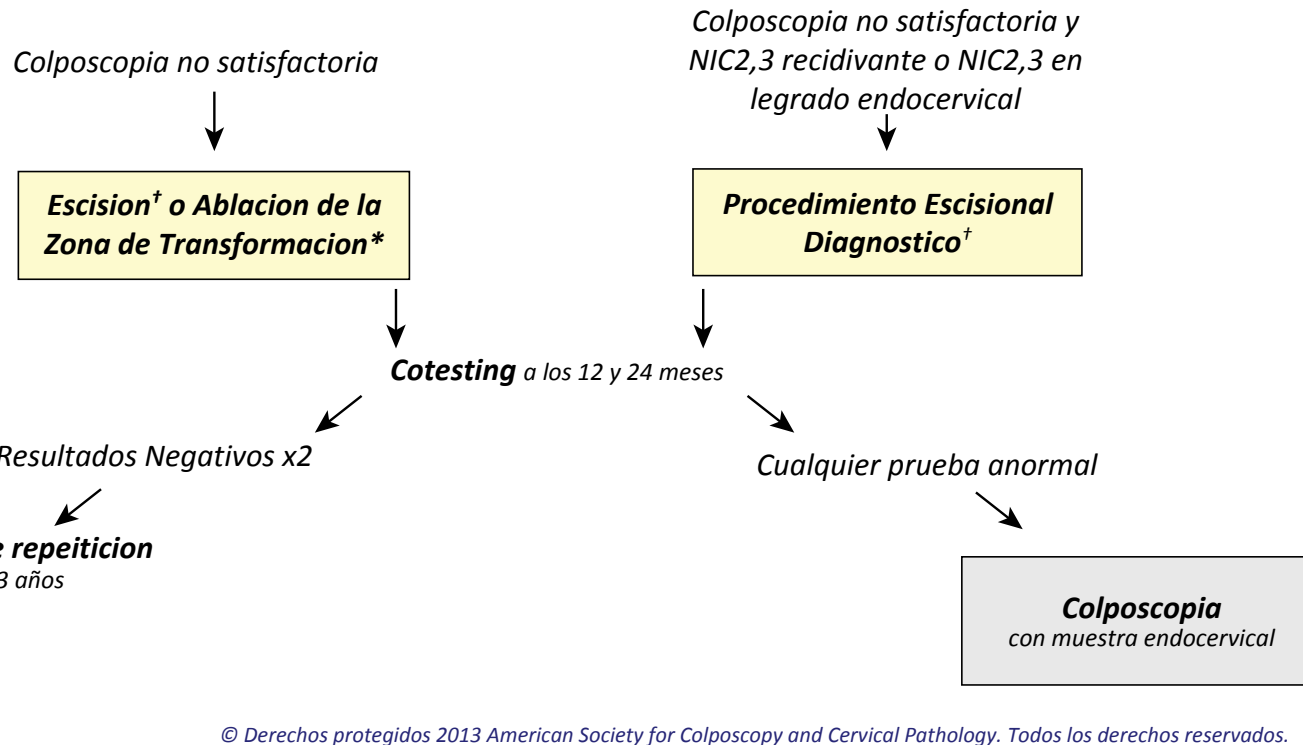 Colposcopia no satisfactoria
Colposcopia no satisfactoria y
NIC2,3 recidivante o NIC2,3 en
legrado endocervical
Escision† o Ablacion de la
Zona de Transformacion*
Procedimiento Escisional
Diagnostico†
Cotesting a los 12 y 24 meses
Resultados Negativos x2
Cualquier prueba anormal
e repeiticion
3 años
Colposcopia
con muestra endocervical
© Derechos protegidos 2013 American Society for Colposcopy and Cervical Pathology. Todos los derechos reservados.